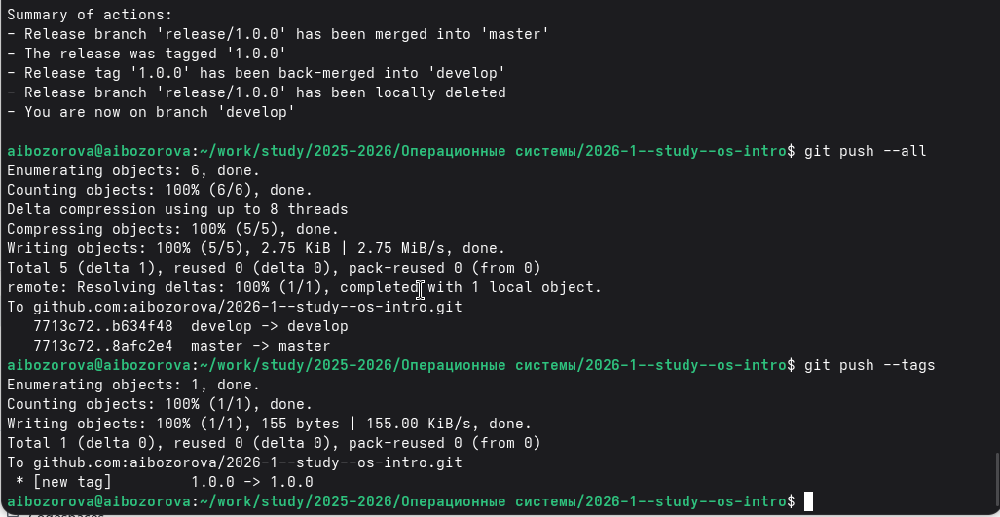 Summary of actions:
- Release branch 'release/1.0.0' has been merged into 'master'
- The release was tagged '1.0.0'
- Release tag '1.0.0' has been back-merged into 'develop'
- Release branch 'release/1.0.0' has been locally deleted
- You are now on branch 'develop'
aibozorova@aibozorova:~/work/study/2025-2026/Операционные системы/2026-1--study--os-intro$ git push --all
Enumerating objects: 6, done.
Counting objects: 100% (6/6), done.
Delta compression using up to 8 threads
Compressing objects: 100% (5/5), done.
Writing objects: 100% (5/5), 2.75 KiB | 2.75 MiB/s, done.
Total 5 (delta 1), reused 0 (delta 0), pack-reused 0 (from 0)
remote: Resolving deltas: 100% (1/1), completed with 1 local object.
To github.com:aibozorova/2026-1--study--os-intro.git
   7713c72..b634f48  develop -> develop
   7713c72..8afc2e4  master -> master
aibozorova@aibozorova:~/work/study/2025-2026/Операционные системы/2026-1--study--os-intro$ git push --tags
Enumerating objects: 1, done.
Counting objects: 100% (1/1), done.
Writing objects: 100% (1/1), 155 bytes | 155.00 KiB/s, done.
Total 1 (delta 0), reused 0 (delta 0), pack-reused 0 (from 0)
To github.com:aibozorova/2026-1--study--os-intro.git
 * [new tag]         1.0.0 -> 1.0.0
aibozorova@aibozorova:~/work/study/2025-2026/Операционные системы/2026-1--study--os-intro$